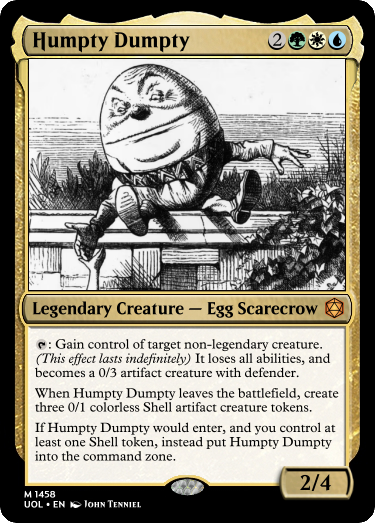 Humpty Dumpty 2
Legendary Creature — Egg Scarecrow
: Gain control of target non-legendary creature.
(This effect lasts indefinitely) It loses all abilities, and
becomes a 0/3 artifact creature with defender.
When Humpty Dumpty leaves the battlefield, create
three 0/1 colorless Shell artifact creature tokens.
If Humpty Dumpty would enter, and you control at
least one Shell token, instead put Humpty Dumpty
into the command zone.
2/4
M 1458
UOL • EN John Tenniel